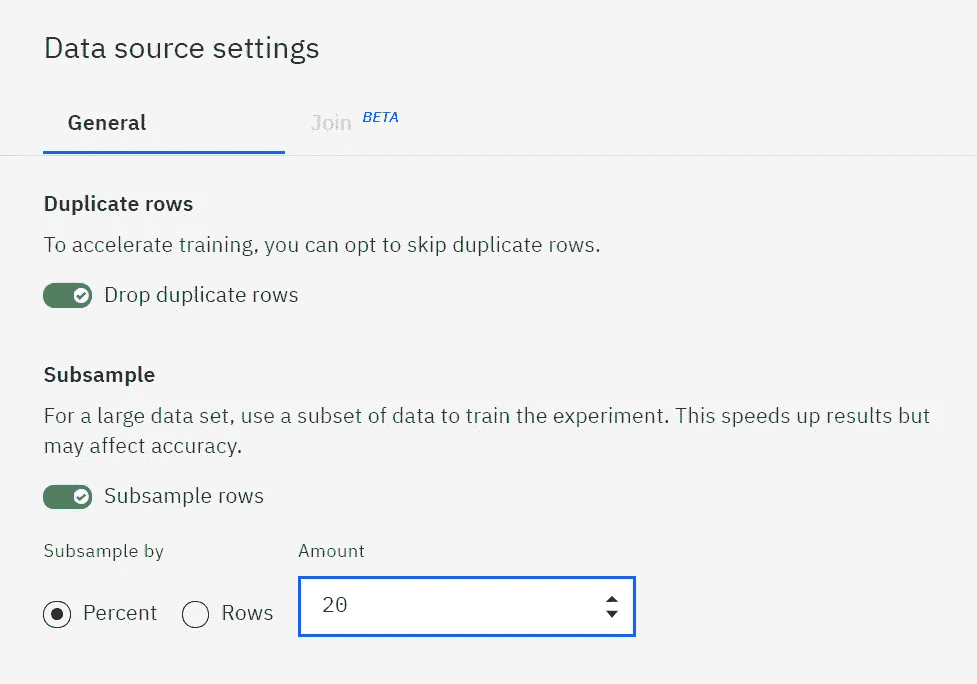 Data source settings
General Join BETA
Duplicate rows
To accelerate training, you can opt to skip duplicate rows.
Drop duplicate rows
Subsample
For a large data set, use a subset of data to train the experiment. This speeds up results but
may affect accuracy.
Subsample rows
Subsample by Amount
Percent Rows 20